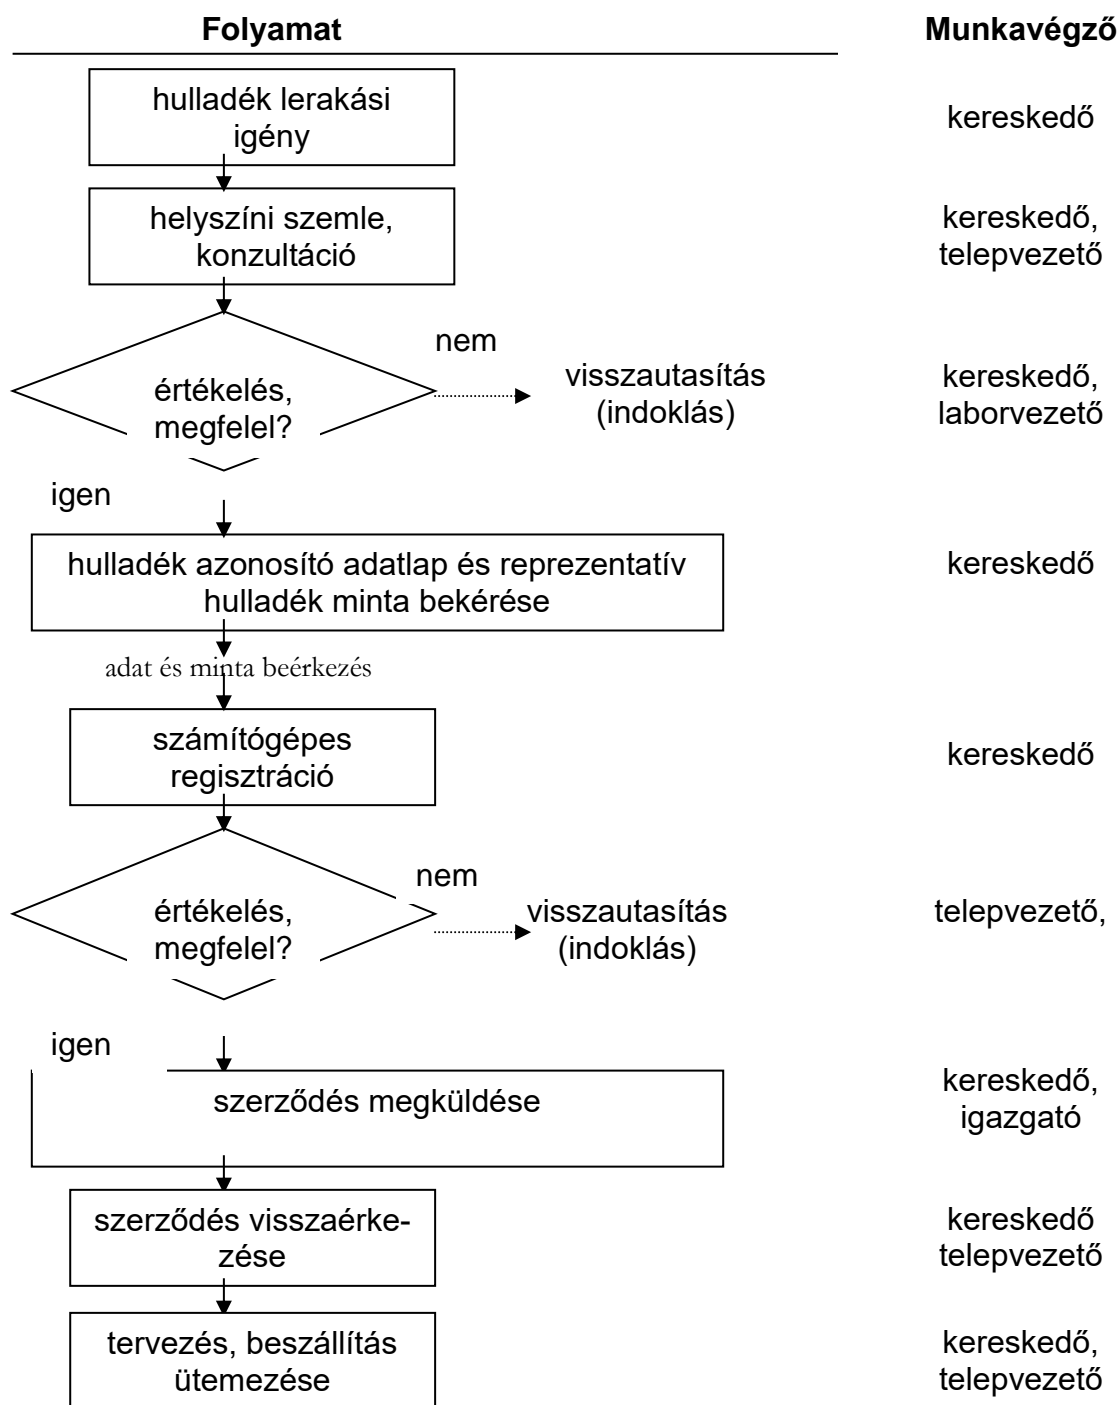 Folyamat Munkavégző
hulladék lerakási
igény
kereskedő
helyszíni szemle,
konzultáció
kereskedő,
telepvezető
nem
értékelés,
megfelel?
visszautasítás
(indoklás)
kereskedő,
laborvezető
igen
hulladék azonosító adatlap és reprezentatív
hulladék minta bekérése
kereskedő
adat és minta beérkezés
számítógépes
regisztráció
kereskedő
nem
értékelés,
megfelel?
visszautasítás
(indoklás)
telepvezető,
igen
szerződés megküldése
kereskedő,
igazgató
szerződés visszaérke-
zése
kereskedő
telepvezető
tervezés, beszállítás
ütemezése
kereskedő,
telepvezető